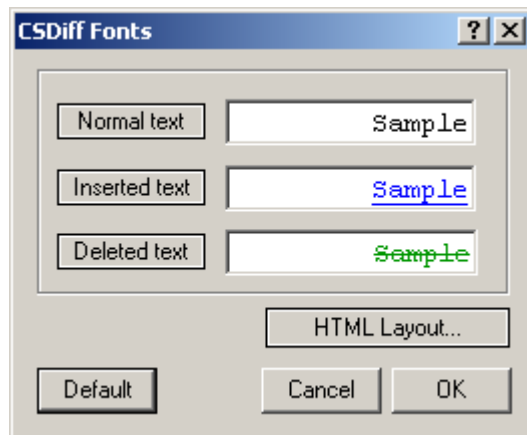 CSDiff Fonts
Normal text Sample
Inserted text Sample
Deleted text Sample
HTML Layout...
Default Cancel OK